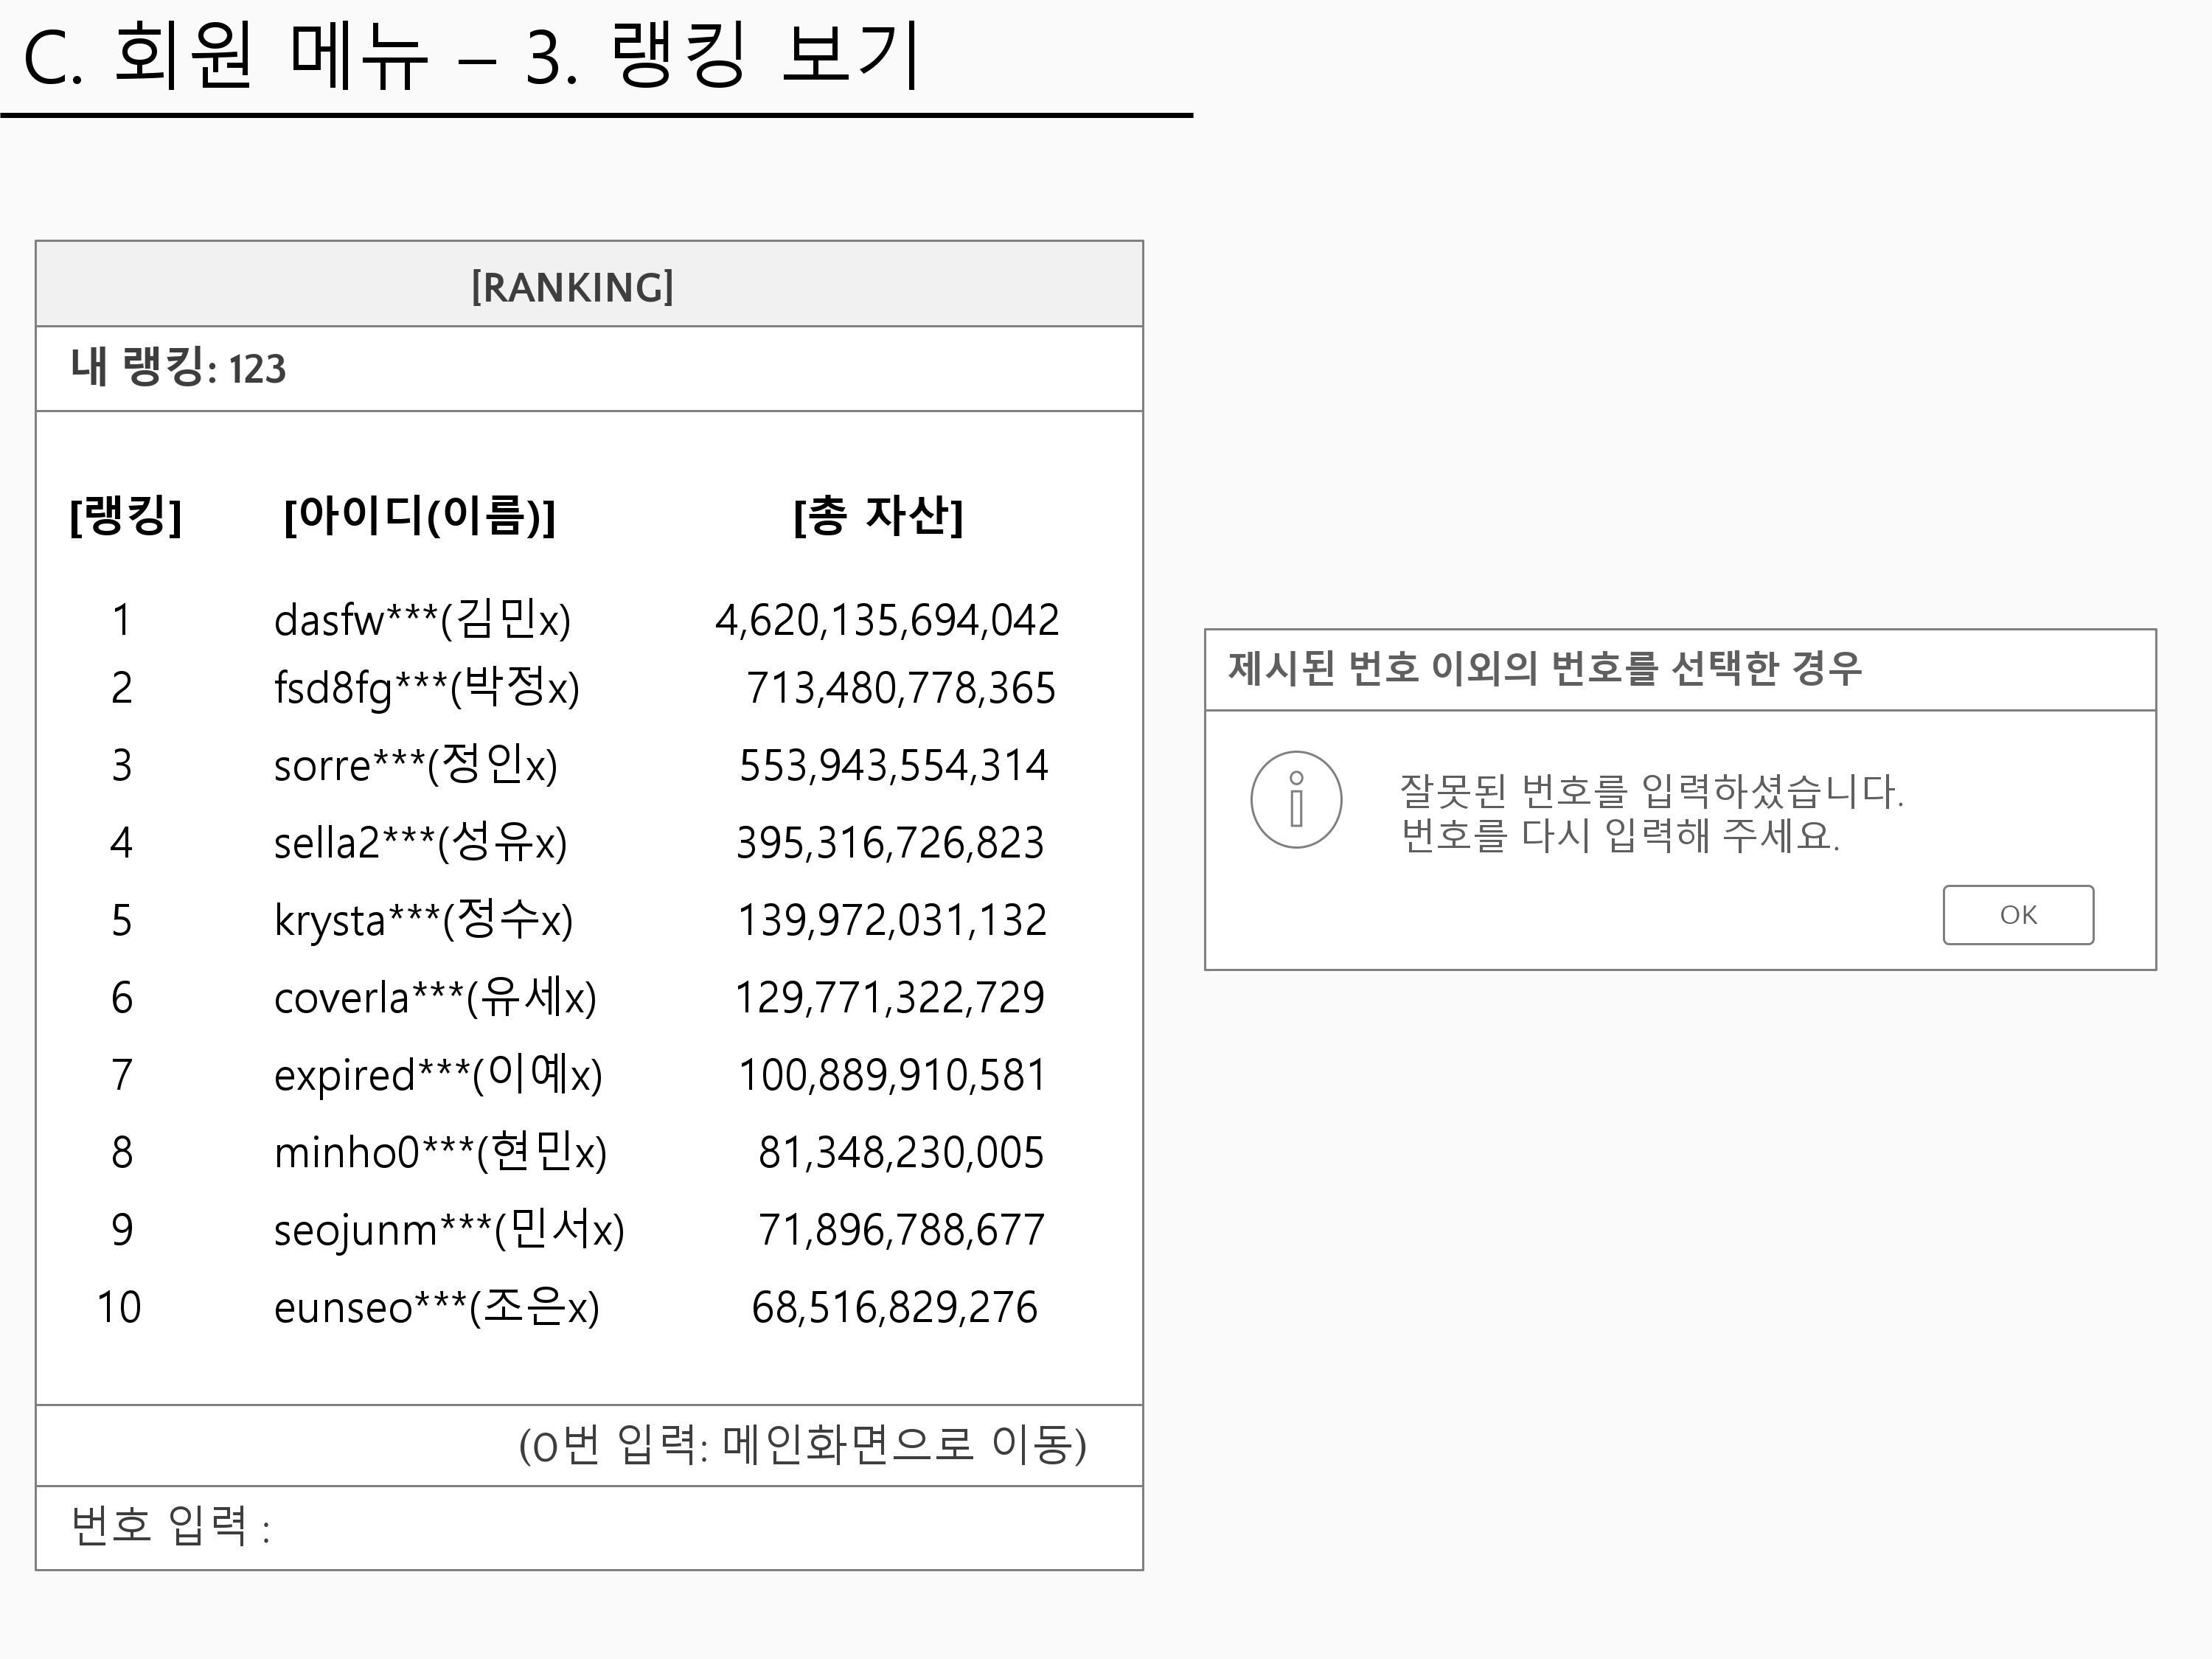 C. 회원 메뉴 – 3. 랭킹 보기
[RANKING]
내 랭킹: 123
[랭킹] [아이디(이름)] [총 자산]
1 dasfw***(김민x) 4,620,135,694,042
2 fsd8fg***(박정x) 713,480,778,365
3 sorre***(정인x) 553,943,554,314
4 sella2***(성유x) 395,316,726,823
5 krysta***(정수x) 139,972,031,132
6 coverla***(유세x) 129,771,322,729
7 expired***(이예x) 100,889,910,581
8 minho0***(현민x) 81,348,230,005
9 seojunm***(민서x) 71,896,788,677
10 eunseo***(조은x) 68,516,829,276
(0번 입력: 메인화면으로 이동)
번호 입력 :
제시된 번호 이외의 번호를 선택한 경우
잘못된 번호를 입력하셨습니다.
번호를 다시 입력해 주세요.
OK